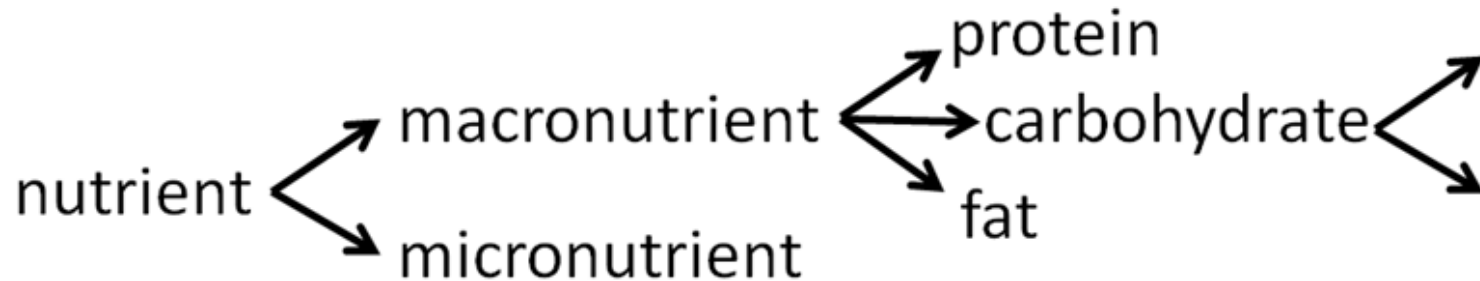 protein
macronutrient carbohydrate
nutrient
fat
micronutrient